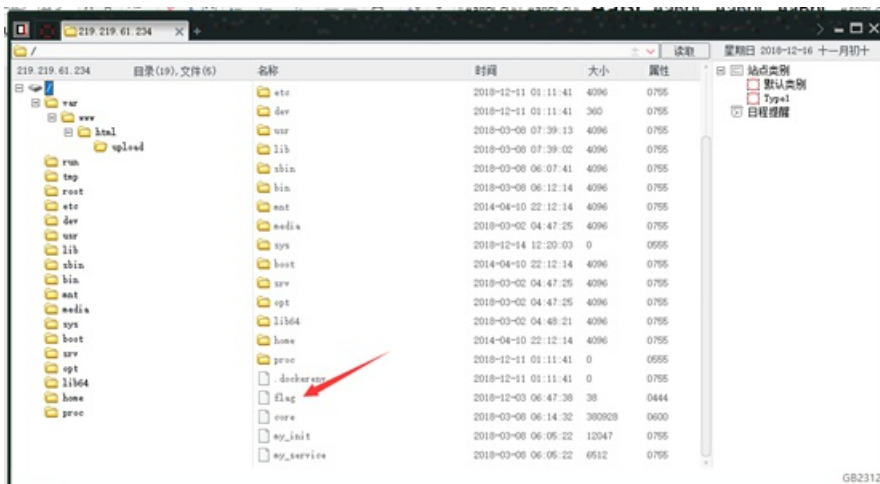 219.219.61.234 × +
/ 读取 星期日 2018-12-16 十一月初十
219.219.61.234 目录(19),文件(6) 名称 时间 大小 属性 站点类别
/ etc 2018-12-11 01:11:41 4096 0755 默认类别
var dev 2018-12-11 01:11:41 360 0755 Type1
www usr 2018-03-08 07:39:13 4096 0755 日程提醒
html lib 2018-03-08 07:39:02 4096 0755
upload sbin 2018-03-08 06:07:41 4096 0755
run bin 2018-03-08 06:12:14 4096 0755
tmp mnt 2014-04-10 22:12:14 4096 0755
root media 2018-03-02 04:47:25 4096 0755
etc sys 2018-12-14 12:20:03 0 0555
dev boot 2014-04-10 22:12:14 4096 0755
usr srv 2018-03-02 04:47:25 4096 0755
lib opt 2018-03-02 04:47:25 4096 0755
sbin lib64 2018-03-02 04:48:21 4096 0755
bin home 2014-04-10 22:12:14 4096 0755
mnt proc 2018-12-11 01:11:41 0 0555
media .dockerenv 2018-12-11 01:11:41 0 0755
sys flag 2018-12-03 06:47:38 38 0444
boot core 2018-03-08 06:14:32 380928 0600
srv my_init 2018-03-08 06:05:22 12047 0755
opt my_service 2018-03-08 06:05:22 6512 0755
lib64
home
proc
GB2312